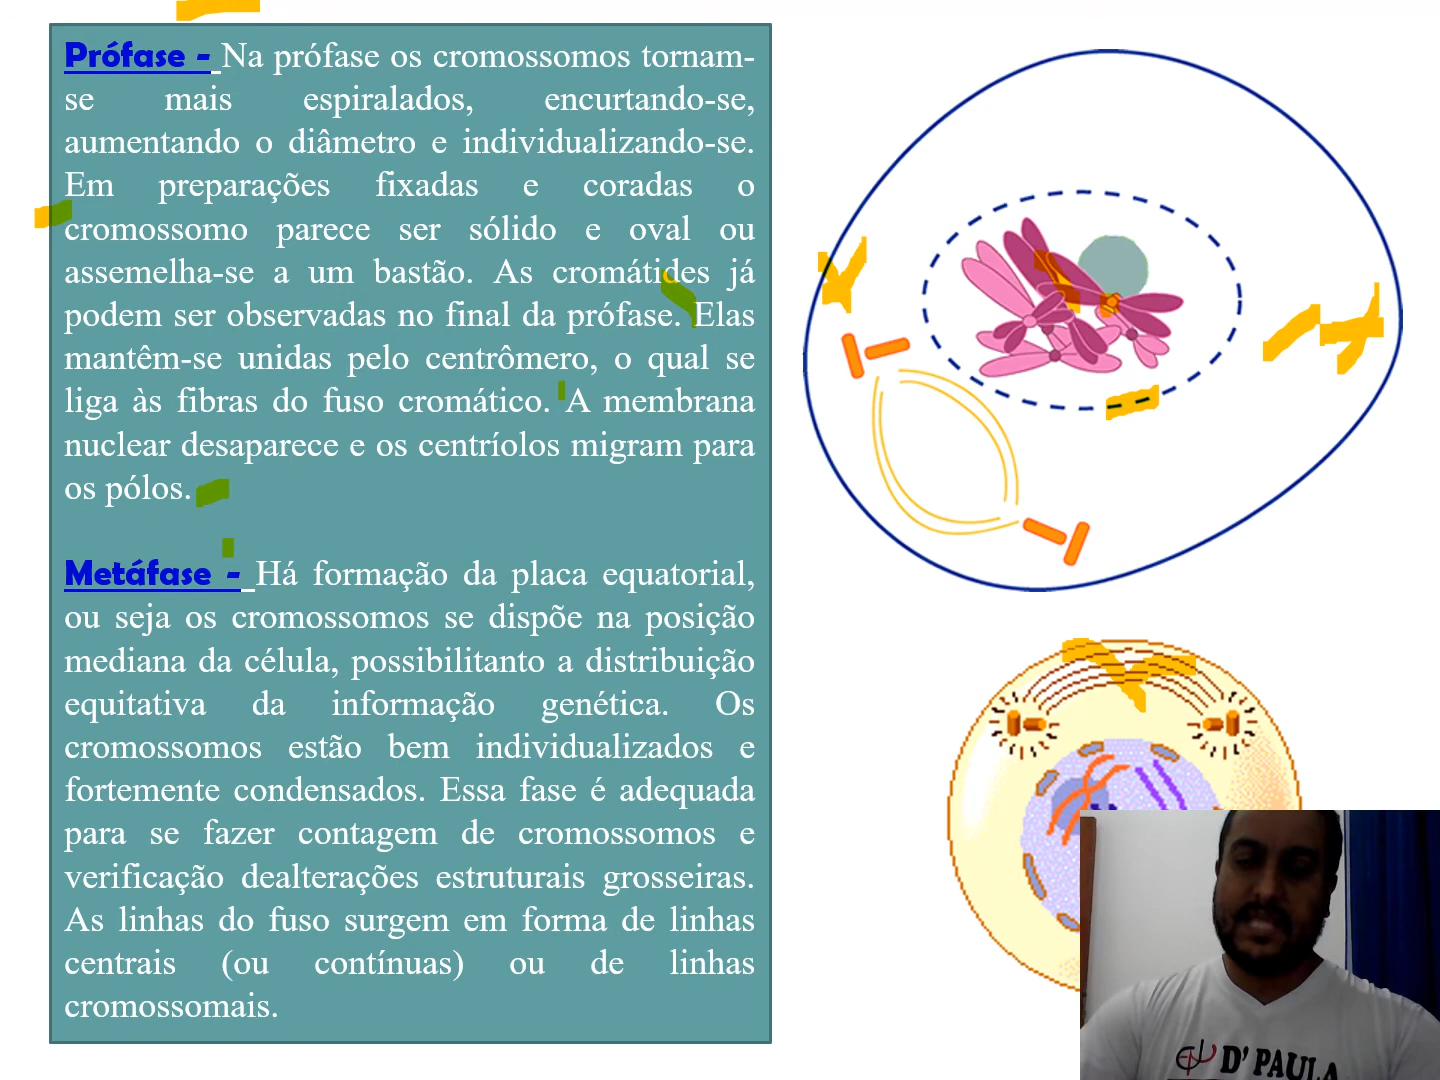 Prófase - Na prófase os cromossomos tornam-
se mais espiralados, encurtando-se,
aumentando o diâmetro e individualizando-se.
Em preparações fixadas e coradas o
cromossomo parece ser sólido e oval ou
assemelha-se a um bastão. As cromátides já
podem ser observadas no final da prófase. Elas
mantêm-se unidas pelo centrômero, o qual se
liga às fibras do fuso cromático. A membrana
nuclear desaparece e os centríolos migram para
os pólos.
Metáfase - Há formação da placa equatorial,
ou seja os cromossomos se dispõe na posição
mediana da célula, possibilitanto a distribuição
equitativa da informação genética. Os
cromossomos estão bem individualizados e
fortemente condensados. Essa fase é adequada
para se fazer contagem de cromossomos e
verificação dealterações estruturais grosseiras.
As linhas do fuso surgem em forma de linhas
centrais (ou contínuas) ou de linhas
cromossomais.
D' PAULA